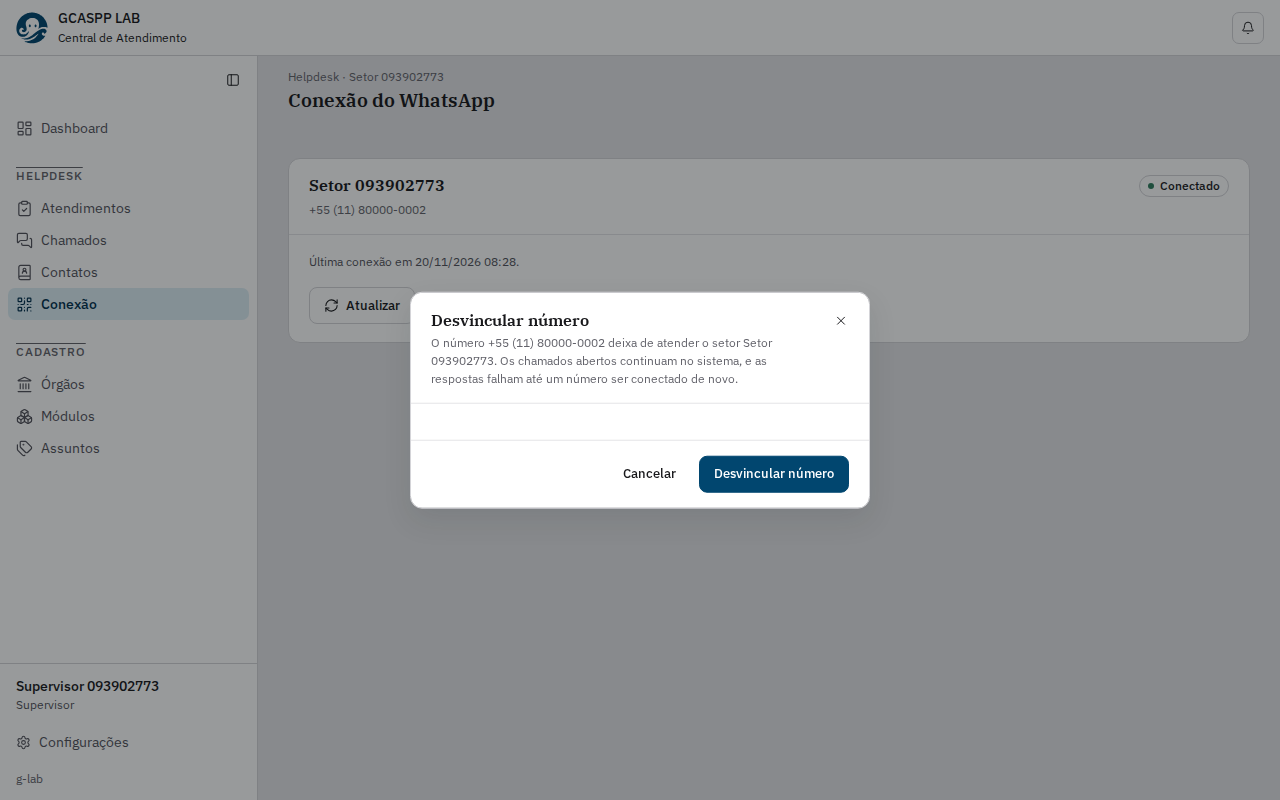 GCASPP LAB
Central de Atendimento
Dashboard
HELPDESK
Atendimentos
Chamados
Contatos
Conexão
CADASTRO
Órgãos
Módulos
Assuntos
Supervisor 093902773
Supervisor
Configurações
g-lab
Helpdesk · Setor 093902773
Conexão do WhatsApp
Setor 093902773
+55 (11) 80000-0002
Conectado
Última conexão em 20/11/2026 08:28.
Atualizar
Desvincular número
O número +55 (11) 80000-0002 deixa de atender o setor Setor
093902773. Os chamados abertos continuam no sistema, e as
respostas falham até um número ser conectado de novo.
Cancelar
Desvincular número